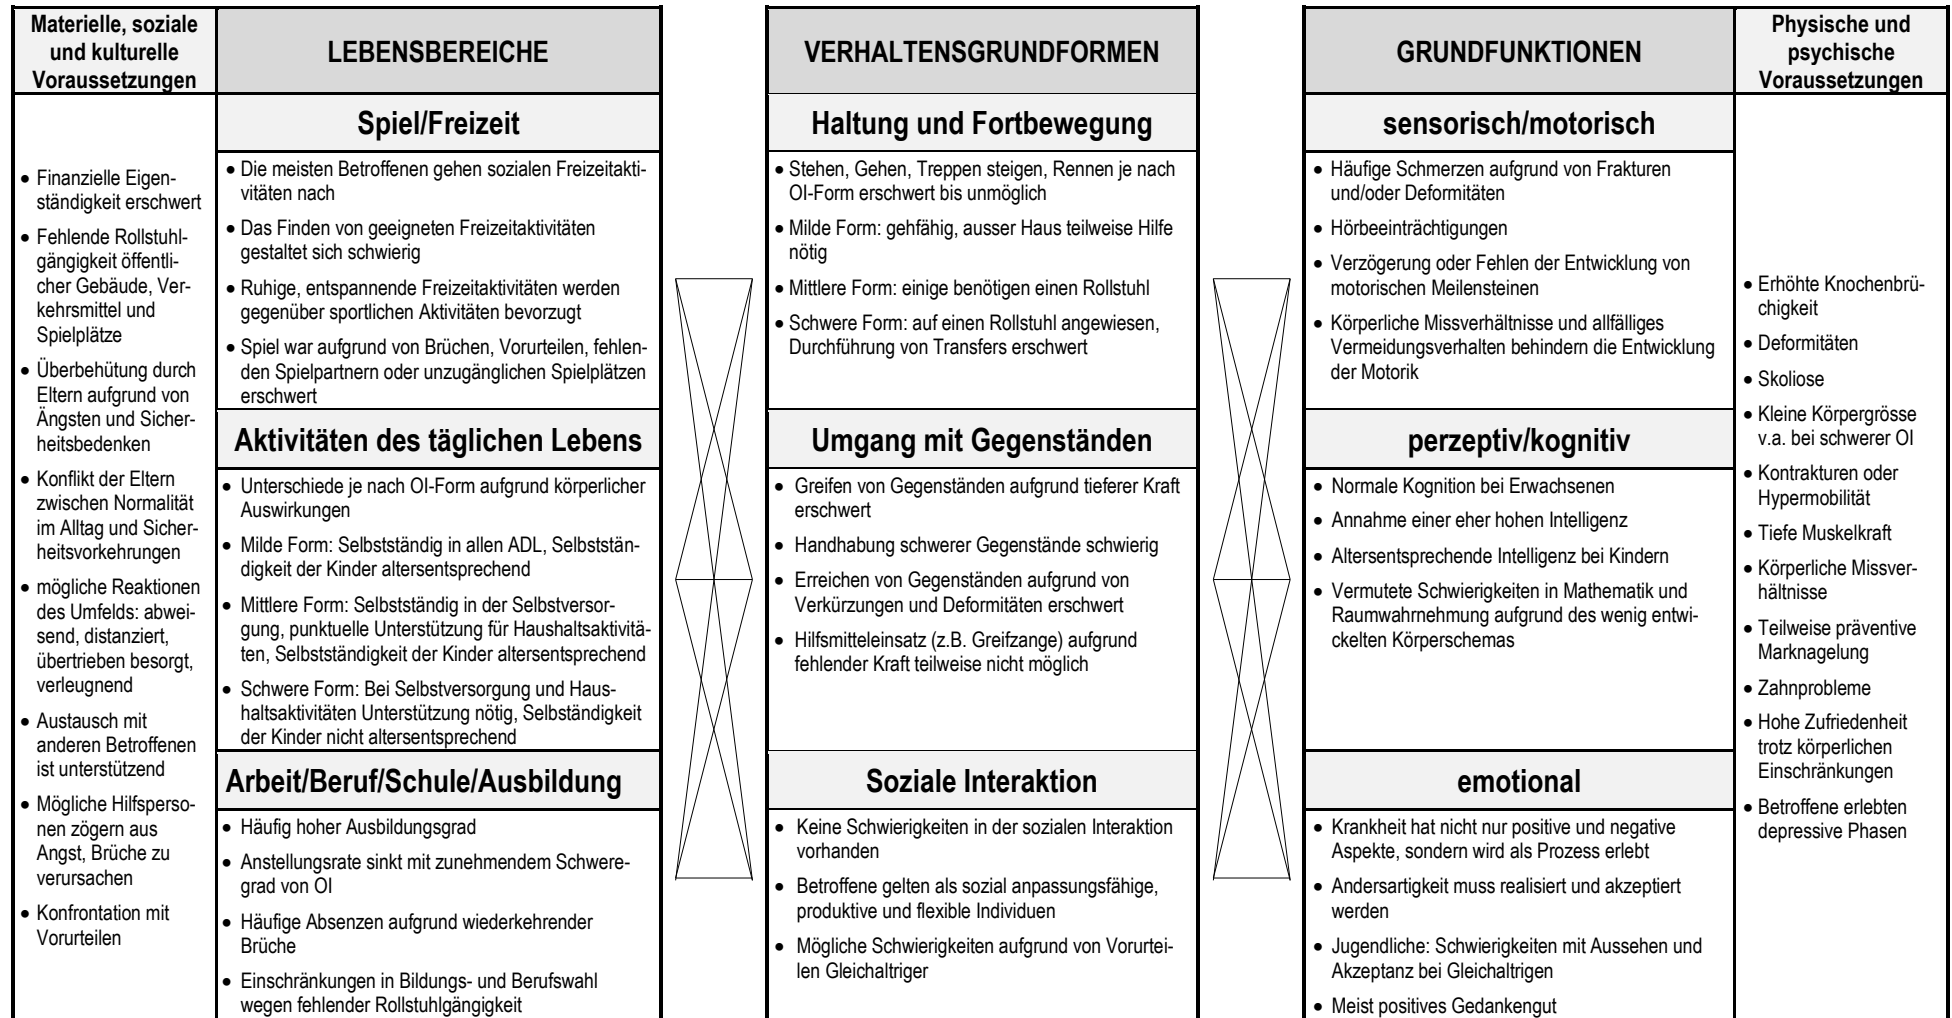 Materielle, soziale
und kulturelle
Voraussetzungen
• Finanzielle Eigen-
ständigkeit erschwert
• Fehlende Rollstuhl-
gängigkeit öffentli-
cher Gebäude, Ver-
kehrsmittel und
Spielplätze
• Überbehütung durch
Eltern aufgrund von
Ängsten und Sicher-
heitsbedenken
• Konflikt der Eltern
zwischen Normalität
im Alltag und Sicher-
heitsvorkehrungen
• mögliche Reaktionen
des Umfelds: abwei-
send, distanziert,
übertrieben besorgt,
verleugnend
• Austausch mit
anderen Betroffenen
ist unterstützend
• Mögliche Hilfsperso-
nen zögern aus
Angst, Brüche zu
verursachen
• Konfrontation mit
Vorurteilen
LEBENSBEREICHE
Spiel/Freizeit
• Die meisten Betroffenen gehen sozialen Freizeitakti-
vitäten nach
• Das Finden von geeigneten Freizeitaktivitäten
gestaltet sich schwierig
• Ruhige, entspannende Freizeitaktivitäten werden
gegenüber sportlichen Aktivitäten bevorzugt
• Spiel war aufgrund von Brüchen, Vorurteilen, fehlen-
den Spielpartnern oder unzugänglichen Spielplätzen
erschwert
Aktivitäten des täglichen Lebens
• Unterschiede je nach OI-Form aufgrund körperlicher
Auswirkungen
• Milde Form: Selbstständig in allen ADL, Selbststän-
digkeit der Kinder altersentsprechend
• Mittlere Form: Selbstständig in der Selbstversor-
gung, punktuelle Unterstützung für Haushaltsaktivitä-
ten, Selbstständigkeit der Kinder altersentsprechend
• Schwere Form: Bei Selbstversorgung und Haus-
haltsaktivitäten Unterstützung nötig, Selbständigkeit
der Kinder nicht altersentsprechend
Arbeit/Beruf/Schule/Ausbildung
• Häufig hoher Ausbildungsgrad
• Anstellungsrate sinkt mit zunehmendem Schwere-
grad von OI
• Häufige Absenzen aufgrund wiederkehrender
Brüche
• Einschränkungen in Bildungs- und Berufswahl
wegen fehlender Rollstuhlgängigkeit
VERHALTENSGRUNDFORMEN
Haltung und Fortbewegung
• Stehen, Gehen, Treppen steigen, Rennen je nach
OI-Form erschwert bis unmöglich
• Milde Form: gehfähig, ausser Haus teilweise Hilfe
nötig
• Mittlere Form: einige benötigen einen Rollstuhl
• Schwere Form: auf einen Rollstuhl angewiesen,
Durchführung von Transfers erschwert
Umgang mit Gegenständen
• Greifen von Gegenständen aufgrund tieferer Kraft
erschwert
• Handhabung schwerer Gegenstände schwierig
• Erreichen von Gegenständen aufgrund von
Verkürzungen und Deformitäten erschwert
• Hilfsmitteleinsatz (z.B. Greifzange) aufgrund
fehlender Kraft teilweise nicht möglich
Soziale Interaktion
• Keine Schwierigkeiten in der sozialen Interaktion
vorhanden
• Betroffene gelten als sozial anpassungsfähige,
produktive und flexible Individuen
• Mögliche Schwierigkeiten aufgrund von Vorurtei-
len Gleichaltriger
GRUNDFUNKTIONEN
sensorisch/motorisch
• Häufige Schmerzen aufgrund von Frakturen
und/oder Deformitäten
• Hörbeeinträchtigungen
• Verzögerung oder Fehlen der Entwicklung von
motorischen Meilensteinen
• Körperliche Missverhältnisse und allfälliges
Vermeidungsverhalten behindern die Entwicklung
der Motorik
perzeptiv/kognitiv
• Normale Kognition bei Erwachsenen
• Annahme einer eher hohen Intelligenz
• Altersentsprechende Intelligenz bei Kindern
• Vermutete Schwierigkeiten in Mathematik und
Raumwahrnehmung aufgrund des wenig entwi-
ckelten Körperschemas
emotional
• Krankheit hat nicht nur positive und negative
Aspekte, sondern wird als Prozess erlebt
• Andersartigkeit muss realisiert und akzeptiert
werden
• Jugendliche: Schwierigkeiten mit Aussehen und
Akzeptanz bei Gleichaltrigen
• Meist positives Gedankengut
Physische und
psychische
Voraussetzungen
• Erhöhte Knochenbrü-
chigkeit
• Deformitäten
• Skoliose
• Kleine Körpergrösse
v.a. bei schwerer OI
• Kontrakturen oder
Hypermobilität
• Tiefe Muskelkraft
• Körperliche Missver-
hältnisse
• Teilweise präventive
Marknagelung
• Zahnprobleme
• Hohe Zufriedenheit
trotz körperlichen
Einschränkungen
• Betroffene erlebten
depressive Phasen